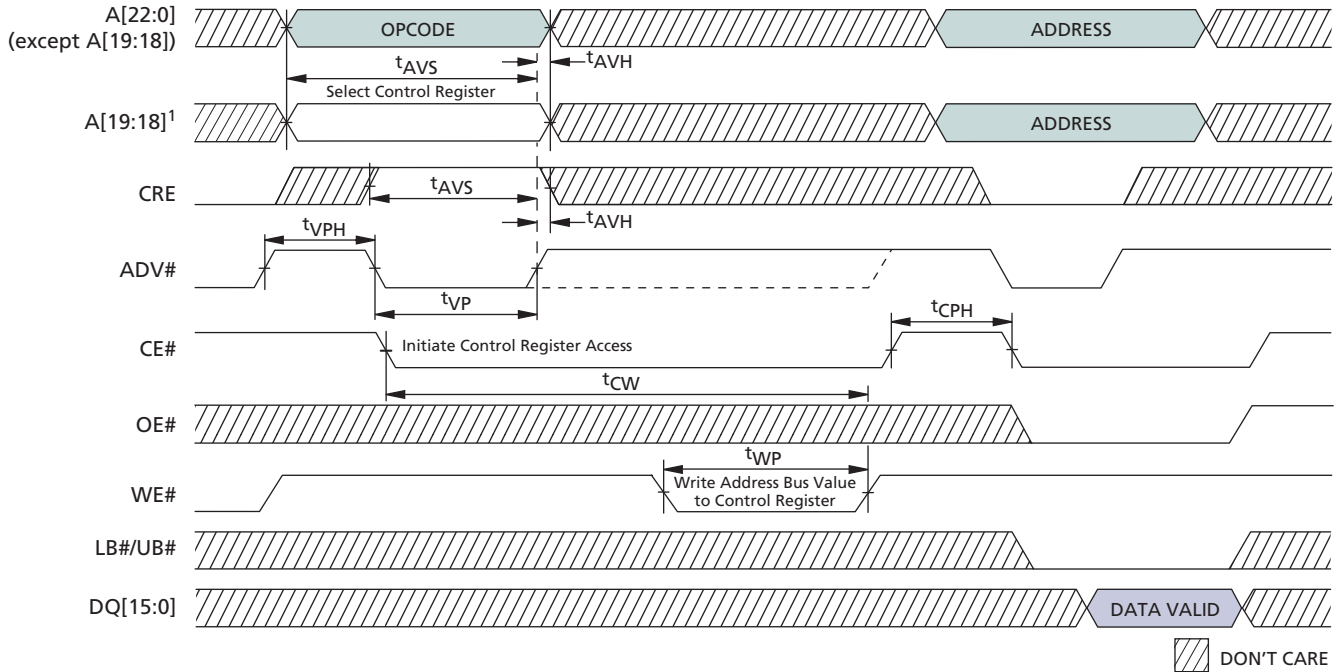 A[22:0]
(except A[19:18])
OPCODE
ADDRESS
tAVS
tAVH
Select Control Register
A[19:18]1
ADDRESS
CRE
tAVS
tAVH
tVPH
ADV#
tVP
tCPH
CE#
Initiate Control Register Access
tCW
OE#
tWP
WE#
Write Address Bus Value
to Control Register
LB#/UB#
DQ[15:0]
DATA VALID
DON'T CARE